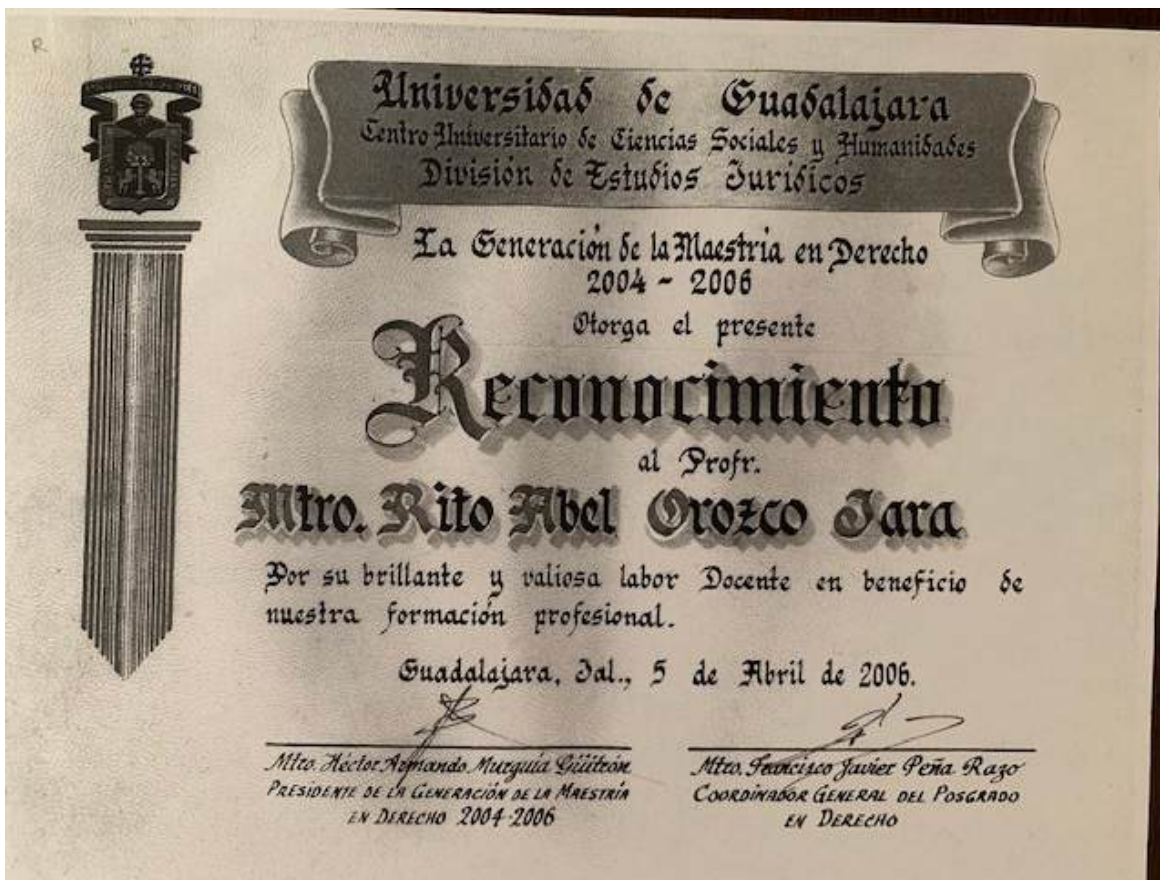 R
Universidad de Guadalajara
Centro Universitario de Ciencias Sociales y Humanidades
División de Estudios Jurídicos
La Generación de la Maestría en Derecho
2004 - 2006
Otorga el presente
Reconocimiento
al Profr.
Mtro. Rito Abel Orozco Jara
Por su brillante y valiosa labor Docente en beneficio de
nuestra formación profesional.
Guadalajara, Jal., 5 de Abril de 2006.
Mtro. Héctor Armando Murguía Güitrón
PRESIDENTE DE LA GENERACIÓN DE LA MAESTRÍA
EN DERECHO 2004-2006
Mtro. Francisco Javier Peña Razo
COORDINADOR GENERAL DEL POSGRADO
EN DERECHO